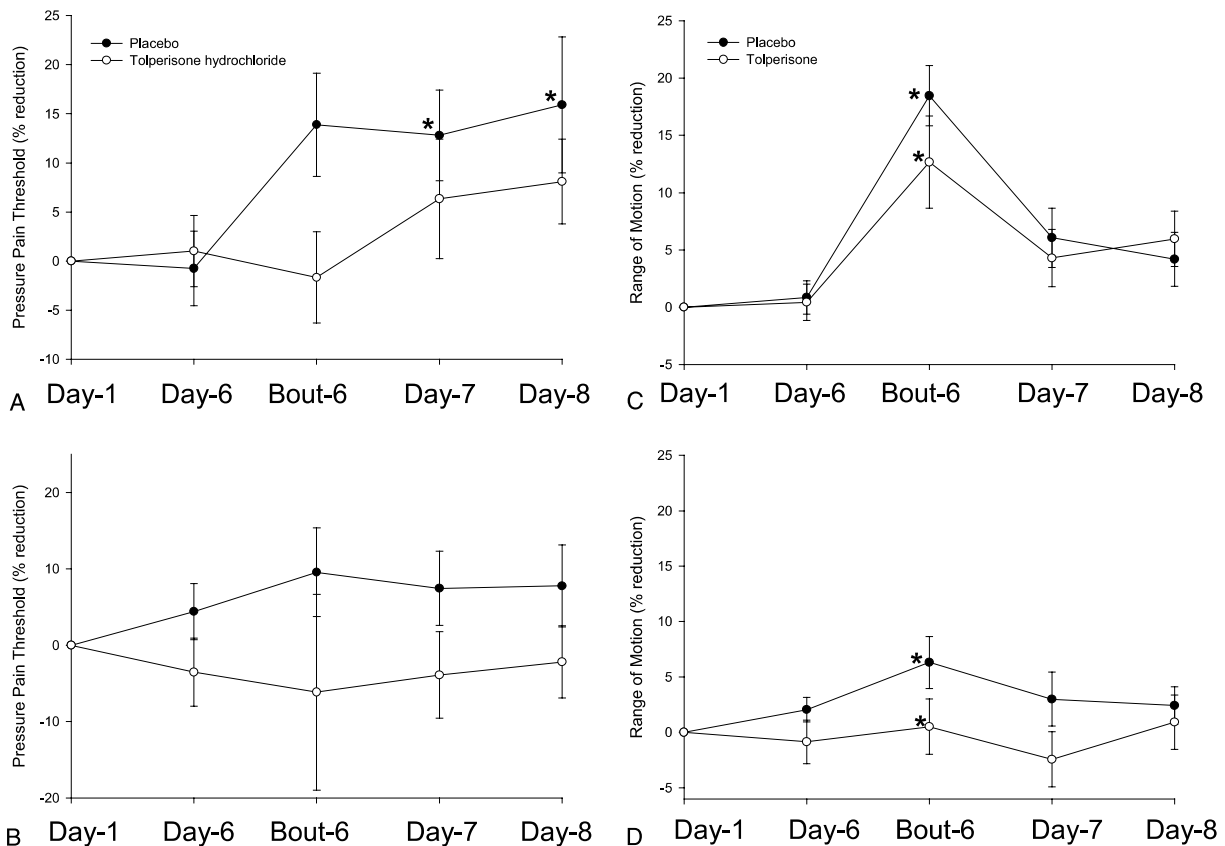 Pressure Pain Threshold (% reduction)
25
20
15
10
5
0
-5
-10
Placebo
Tolperisone hydrochloride
*
*
A
Day-1 Day-6 Bout-6 Day-7 Day-8
Range of Motion (% reduction)
25
20
15
10
5
0
-5
Placebo
Tolperisone
*
*
C
Day-1 Day-6 Bout-6 Day-7 Day-8
Pressure Pain Threshold (% reduction)
20
10
0
-10
-20
B
Day-1 Day-6 Bout-6 Day-7 Day-8
Range of Motion (% reduction)
25
20
15
10
5
0
-5
*
*
D
Day-1 Day-6 Bout-6 Day-7 Day-8